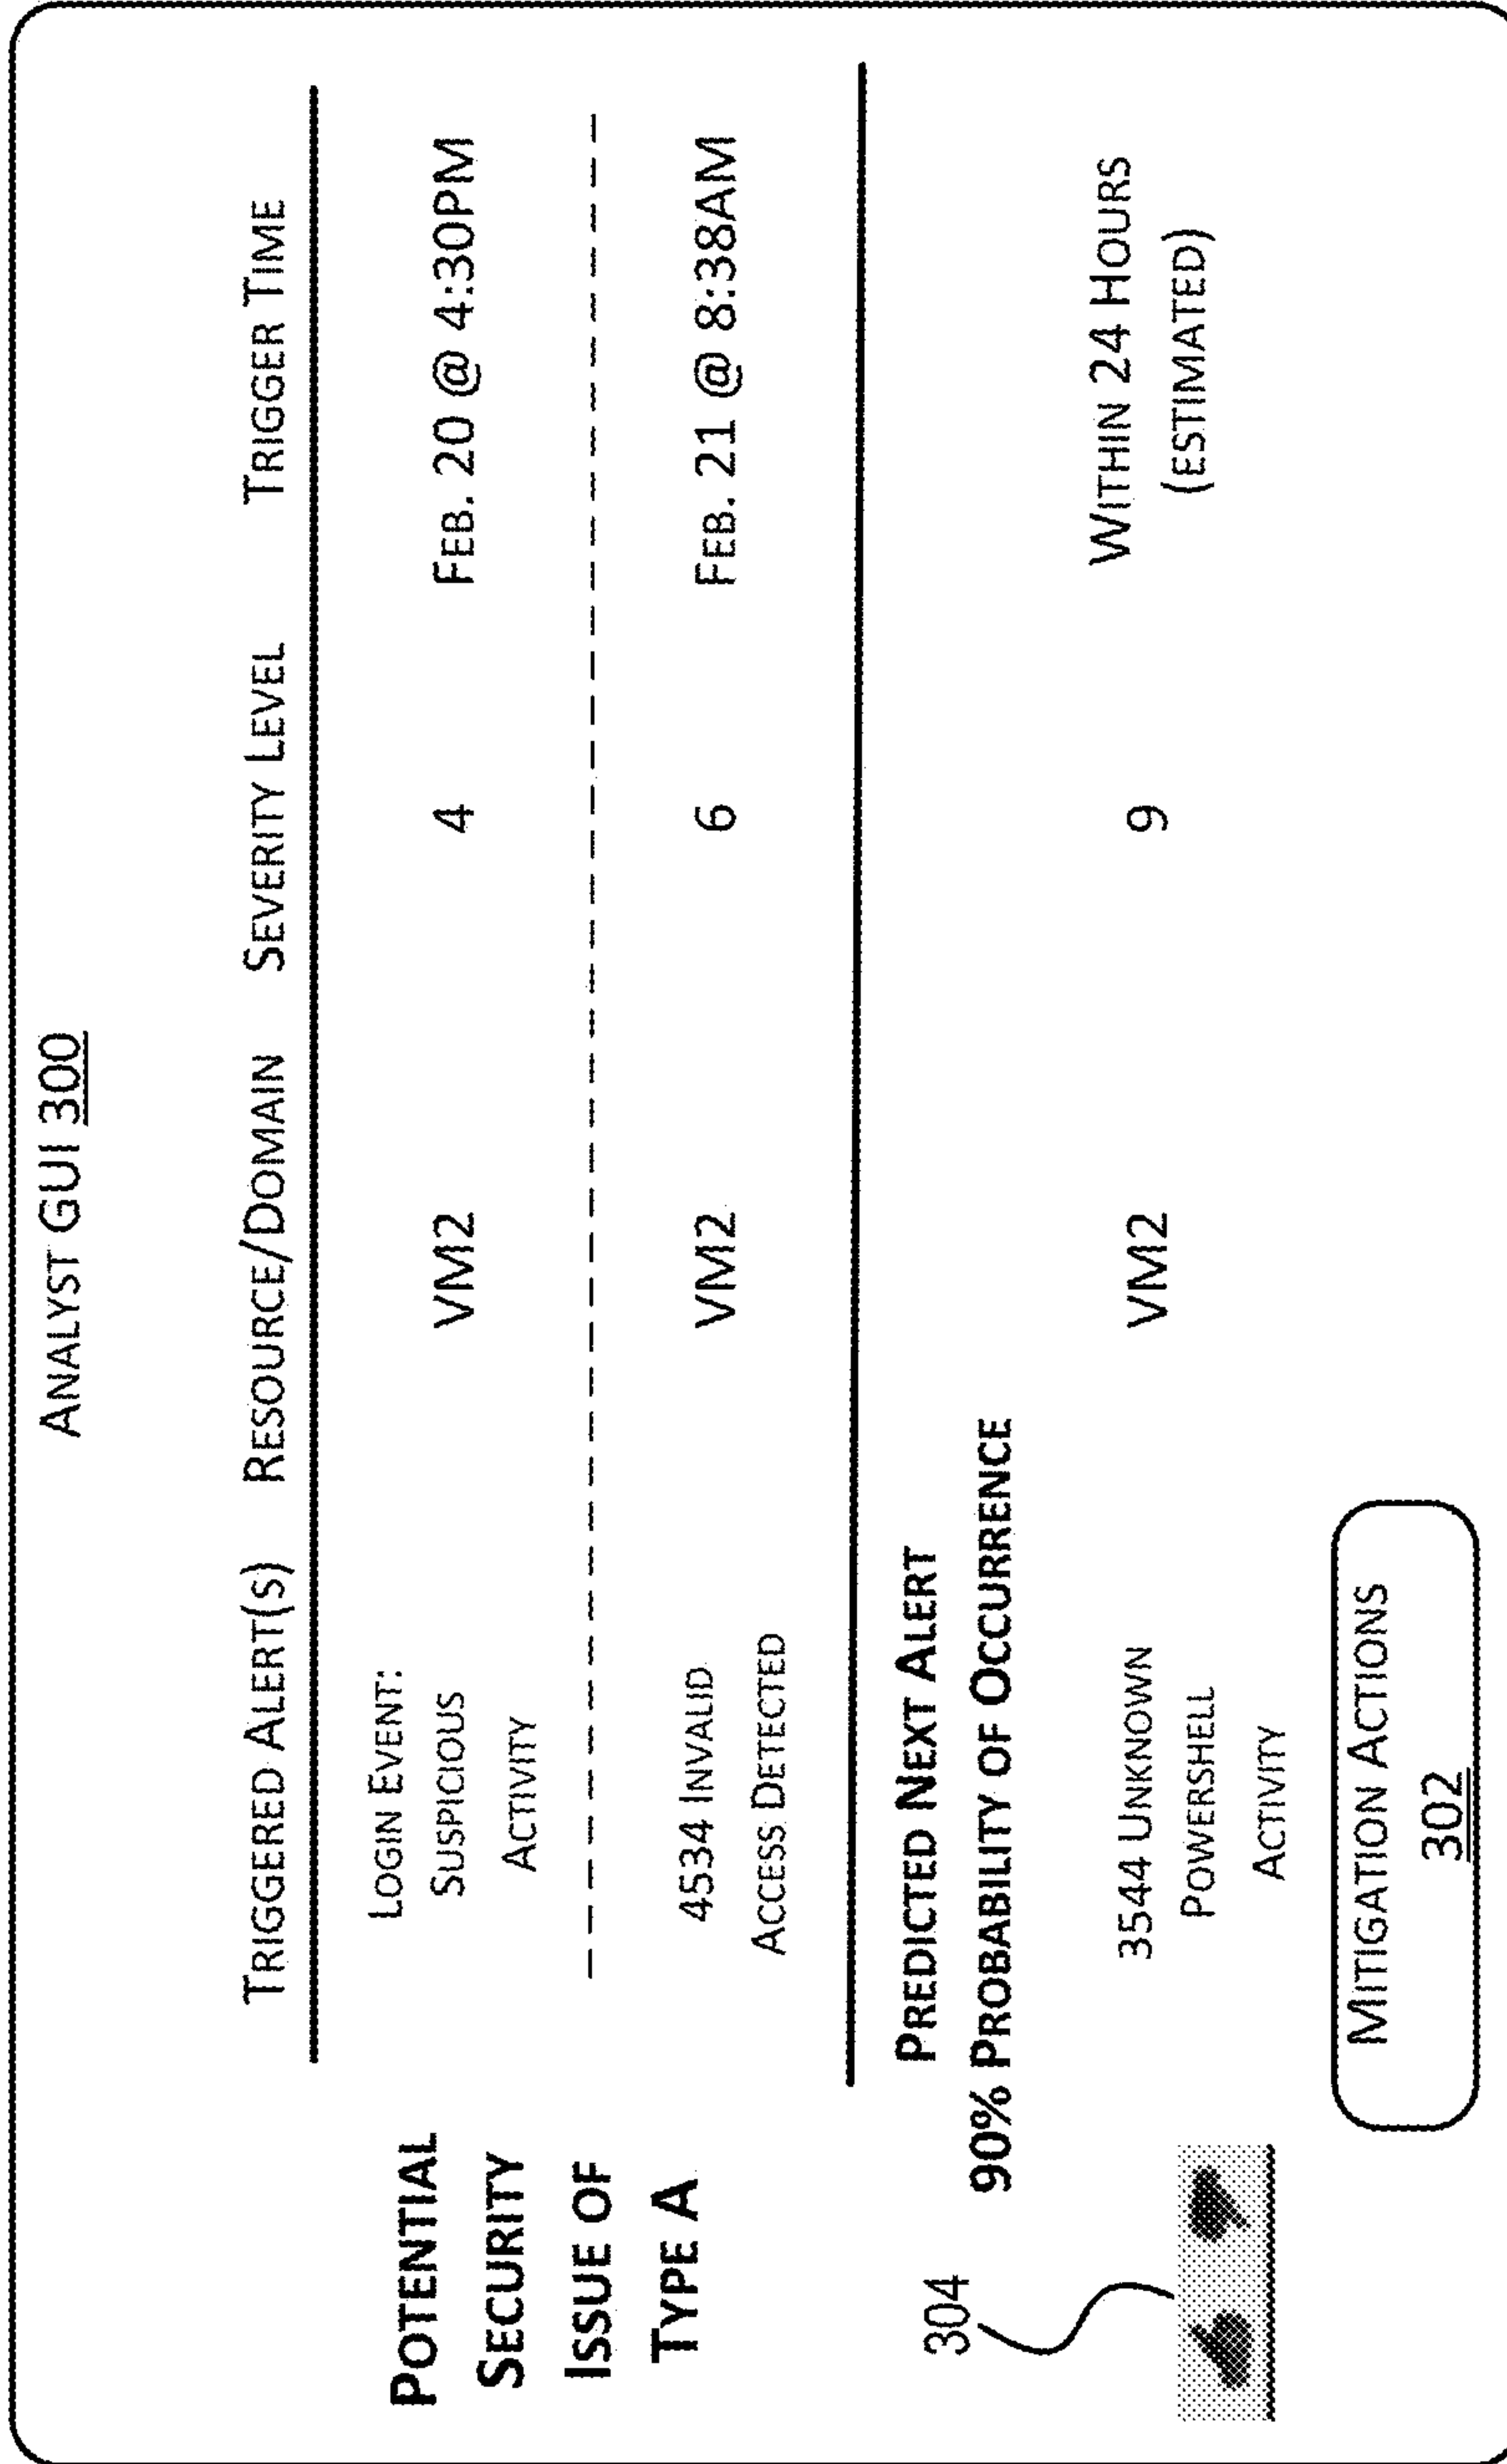 ANALYST GUI 300
TRIGGERED ALERT(S) RESOURCE/DOMAIN SEVERITY LEVEL TRIGGER TIME
POTENTIAL
SECURITY
ISSUE OF
TYPE A
LOGIN EVENT:
SUSPICIOUS
ACTIVITY
VM2 4 FEB. 20 @ 4:30PM
4534 INVALID
ACCESS DETECTED
VM2 6 FEB. 21 @ 8:38AM
PREDICTED NEXT ALERT
90% PROBABILITY OF OCCURRENCE
304
3544 UNKNOWN
POWERSHELL
ACTIVITY
VM2 9 WITHIN 24 HOURS
(ESTIMATED)
MITIGATION ACTIONS
302